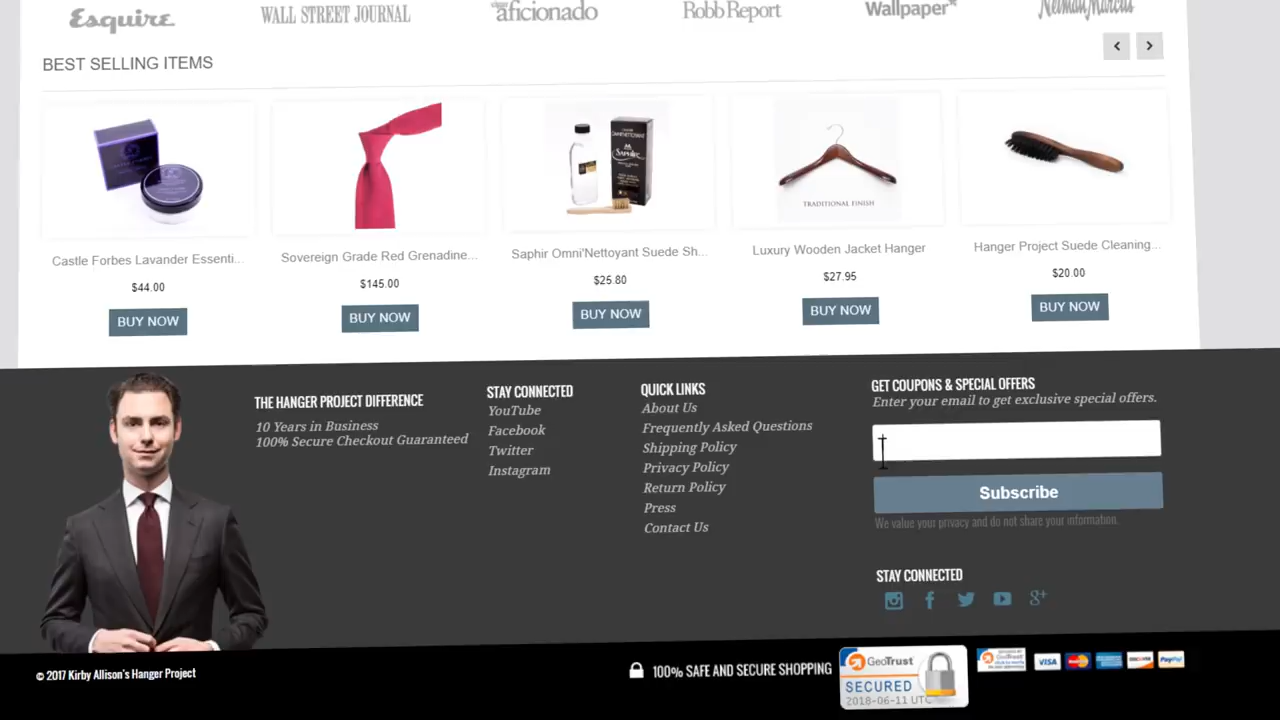 Esquire
WALL STREET JOURNAL
aficionado
Robb Report
Wallpaper*
Neiman Marcus
BEST SELLING ITEMS
SAPHIR
TRADITIONAL FINISH
Castle Forbes Lavander Essenti...
Sovereign Grade Red Grenadine...
Saphir Omni'Nettoyant Suede Sh...
Luxury Wooden Jacket Hanger
Hanger Project Suede Cleaning...
$44.00
$145.00
$25.80
$27.95
$20.00
BUY NOW
BUY NOW
BUY NOW
BUY NOW
BUY NOW
THE HANGER PROJECT DIFFERENCE
10 Years in Business
100% Secure Checkout Guaranteed
STAY CONNECTED
YouTube
Facebook
Twitter
Instagram
QUICK LINKS
About Us
Frequently Asked Questions
Shipping Policy
Privacy Policy
Return Policy
Press
Contact Us
GET COUPONS & SPECIAL OFFERS
Enter your email to get exclusive special offers.
Subscribe
We value your privacy and do not share your information.
STAY CONNECTED
© 2017 Kirby Allison's Hanger Project
100% SAFE AND SECURE SHOPPING
GeoTrust
SECURED
2018-06-11 UTC
VISA
MasterCard
DISCOVER
PayPal